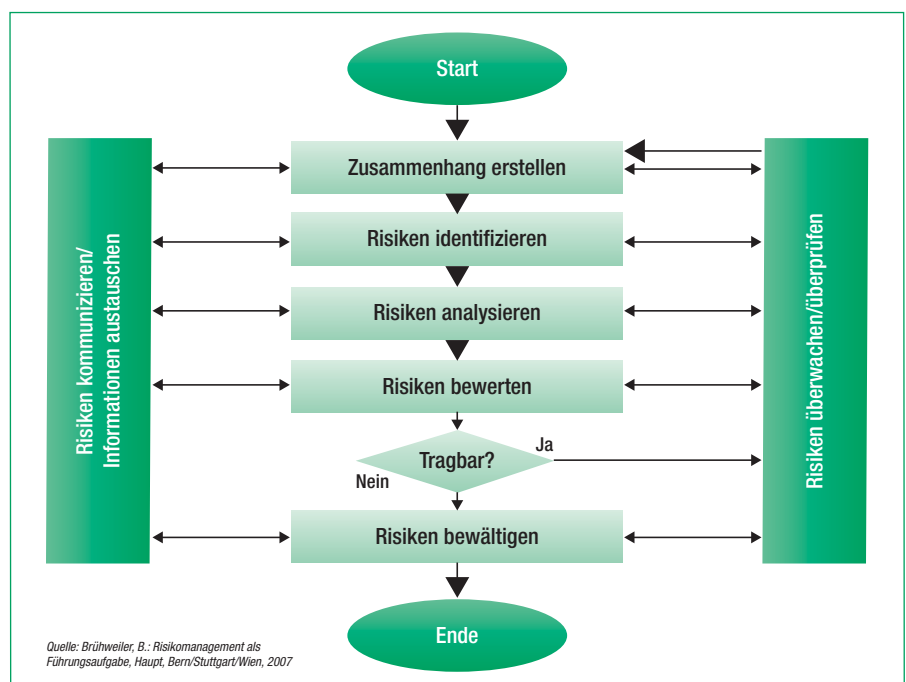 Start
Zusammenhang erstellen
Risiken identifizieren
Risiken analysieren
Risiken bewerten
Tragbar?
Ja
Nein
Risiken bewältigen
Ende
Risiken kommunizieren/
Informationen austauschen
Risiken überwachen/überprüfen
Quelle: Brühweiler, B.: Risikomanagement als
Führungsaufgabe, Haupt, Bern/Stuttgart/Wien, 2007